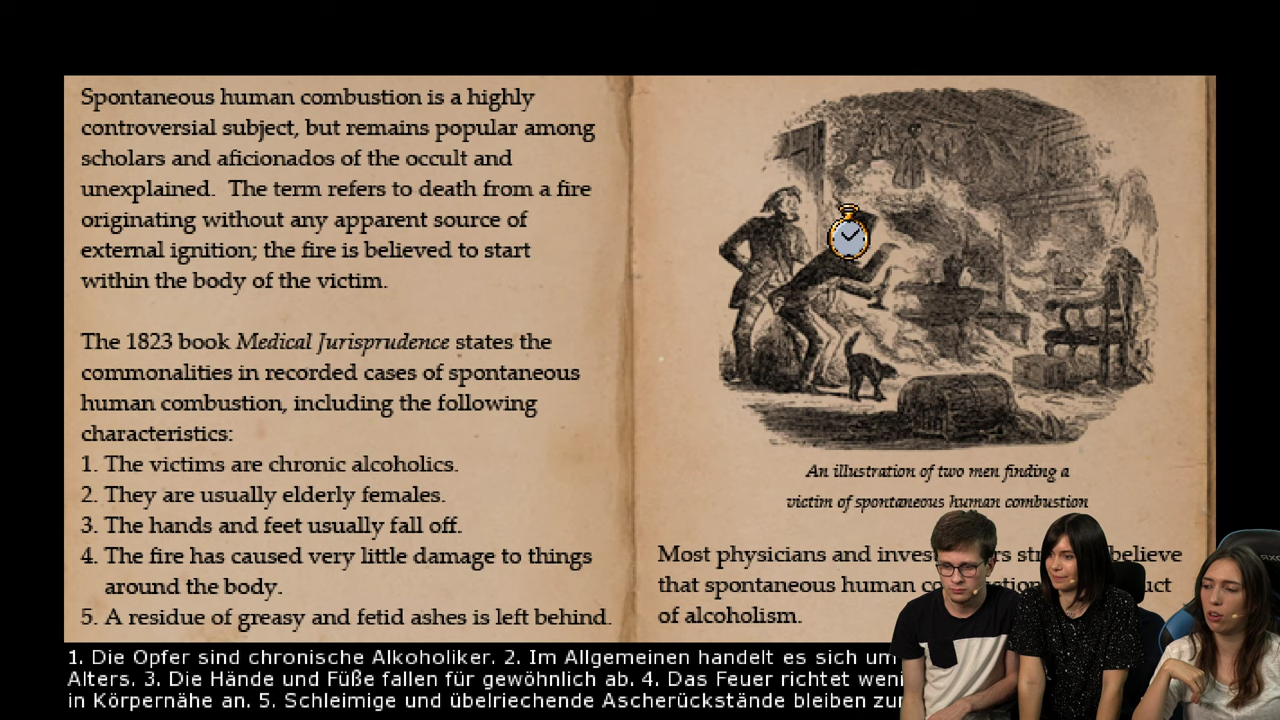 Spontaneous human combustion is a highly
controversial subject, but remains popular among
scholars and aficionados of the occult and
unexplained. The term refers to death from a fire
originating without any apparent source of
external ignition; the fire is believed to start
within the body of the victim.
The 1823 book Medical Jurisprudence states the
commonalities in recorded cases of spontaneous
human combustion, including the following
characteristics:
1. The victims are chronic alcoholics.
2. They are usually elderly females.
3. The hands and feet usually fall off.
4. The fire has caused very little damage to things
around the body.
5. A residue of greasy and fetid ashes is left behind.
An illustration of two men finding a
victim of spontaneous human combustion
Most physicians and believe
that spontaneous human
of alcoholism.
1. Die Opfer sind chronische Alkoholiker. 2. Im Allgemeinen handelt es sich um
Alters. 3. Die Hände und Füße fallen für gewöhnlich ab. 4. Das Feuer richtet
in Körpernähe an. 5. Schleimige und übelriechende Ascherückstände bleiben